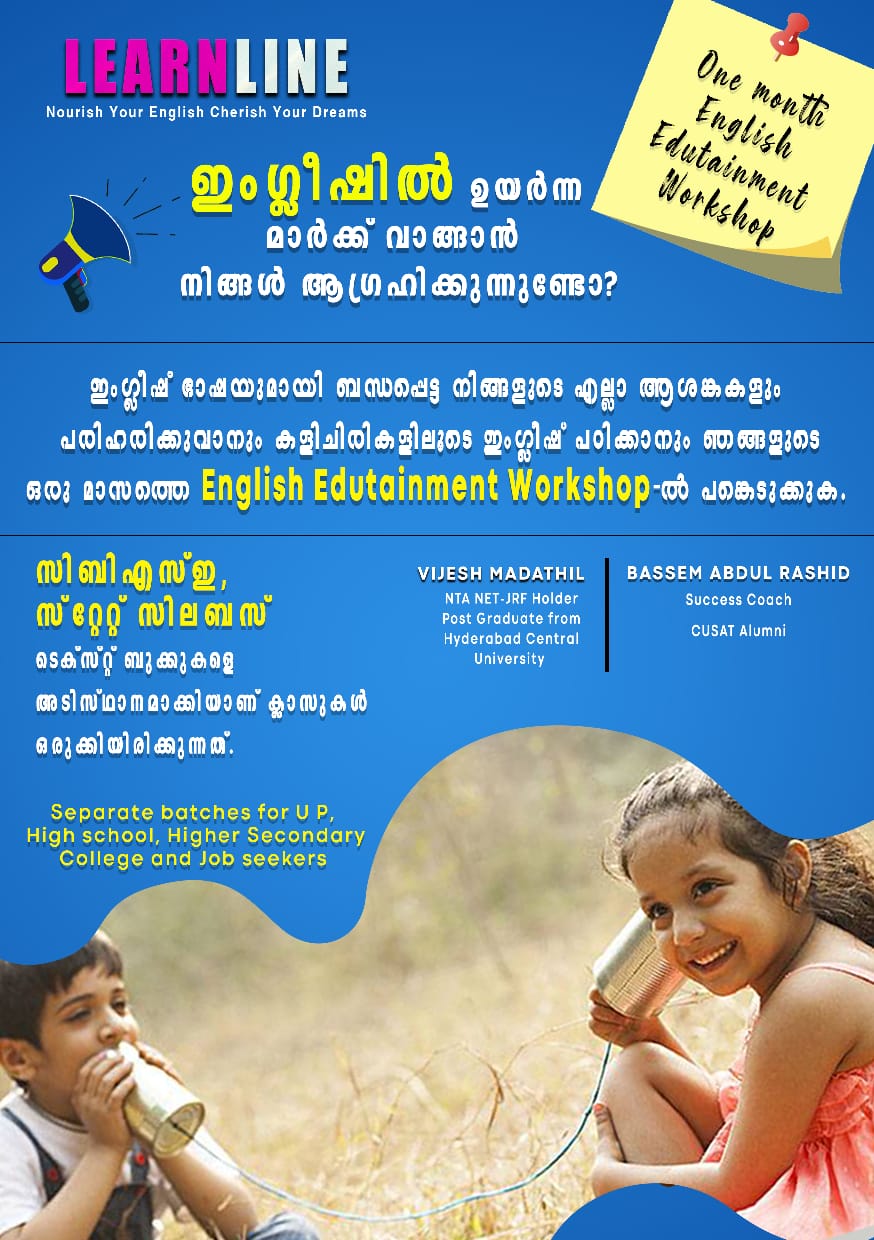 LEARNLINE
Nourish Your English Cherish Your Dreams
One month
English
Edutainment
Workshop
ഇംഗ്ലീഷിൽ ഉയർന്ന
മാർക്ക് വാങ്ങാൻ
നിങ്ങൾ ആഗ്രഹിക്കുന്നുണ്ടോ?
ഇംഗ്ലീഷ് ഭാഷയുമായി ബന്ധപ്പെട്ട നിങ്ങളുടെ എല്ലാ ആശങ്കകളും
പരിഹരിക്കുവാനും കളിചിരികളിലൂടെ ഇംഗ്ലീഷ് പഠിക്കാനും ഞങ്ങളുടെ
ഒരു മാസത്തെ English Edutainment Workshop-ൽ പങ്കെടുക്കുക.
സിബിഎസ്ഇ,
സ്റ്റേറ്റ് സിലബസ്
ടെക്സ്റ്റ് ബുക്കുകളെ
അടിസ്ഥാനമാക്കിയാണ് ക്ലാസുകൾ
ഒരുക്കിയിരിക്കുന്നത്.
Separate batches for U P,
High school, Higher Secondary
College and Job seekers
VIJESH MADATHIL
NTA NET-JRF Holder
Post Graduate from
Hyderabad Central
University
BASSEM ABDUL RASHID
Success Coach
CUSAT Alumni